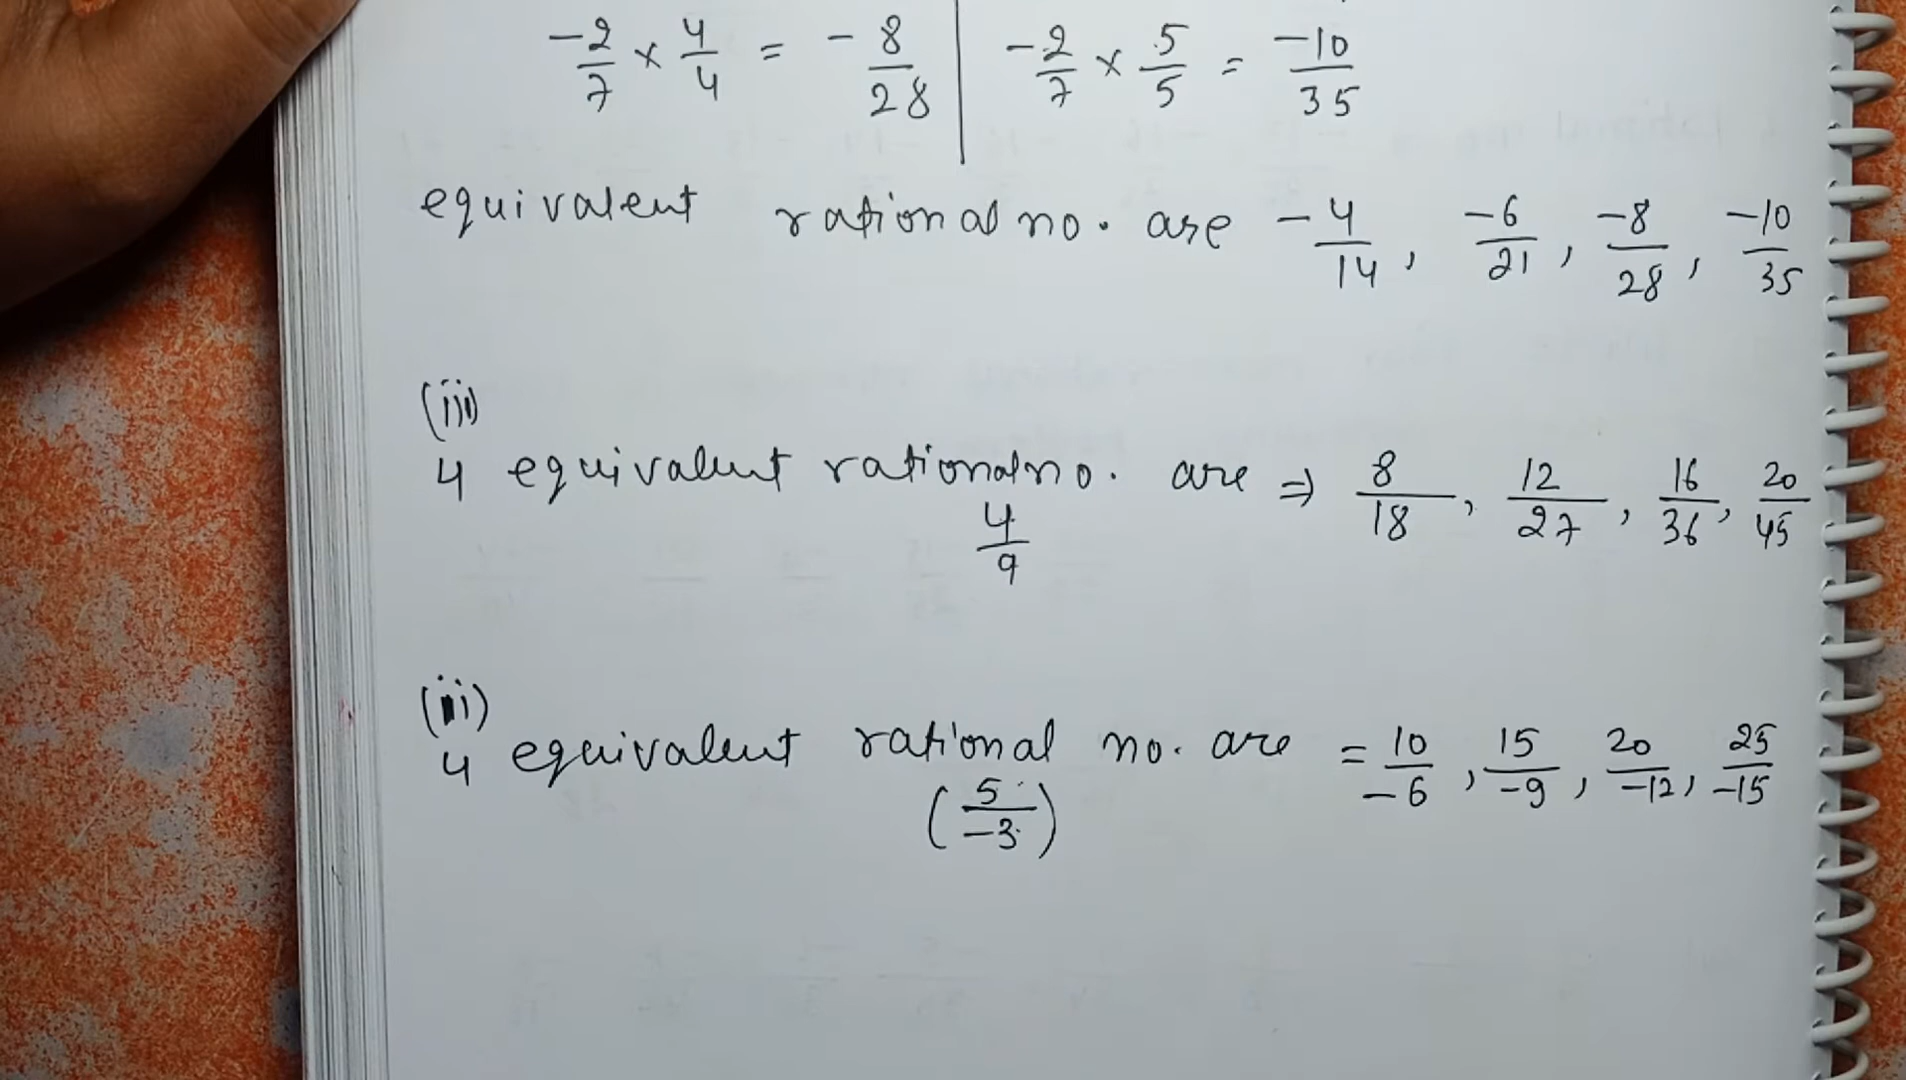 -2/7 × 4/4 = -8/28 | -2/7 × 5/5 = -10/35
equivalent rational no. are -4/14, -6/21, -8/28, -10/35
(iii)
4 equivalent rational no. are ⇒ 8/18, 12/27, 16/36, 20/45
4/9
(ii)
4 equivalent rational no. are = 10/-6, 15/-9, 20/-12, 25/-15
(5/-3)